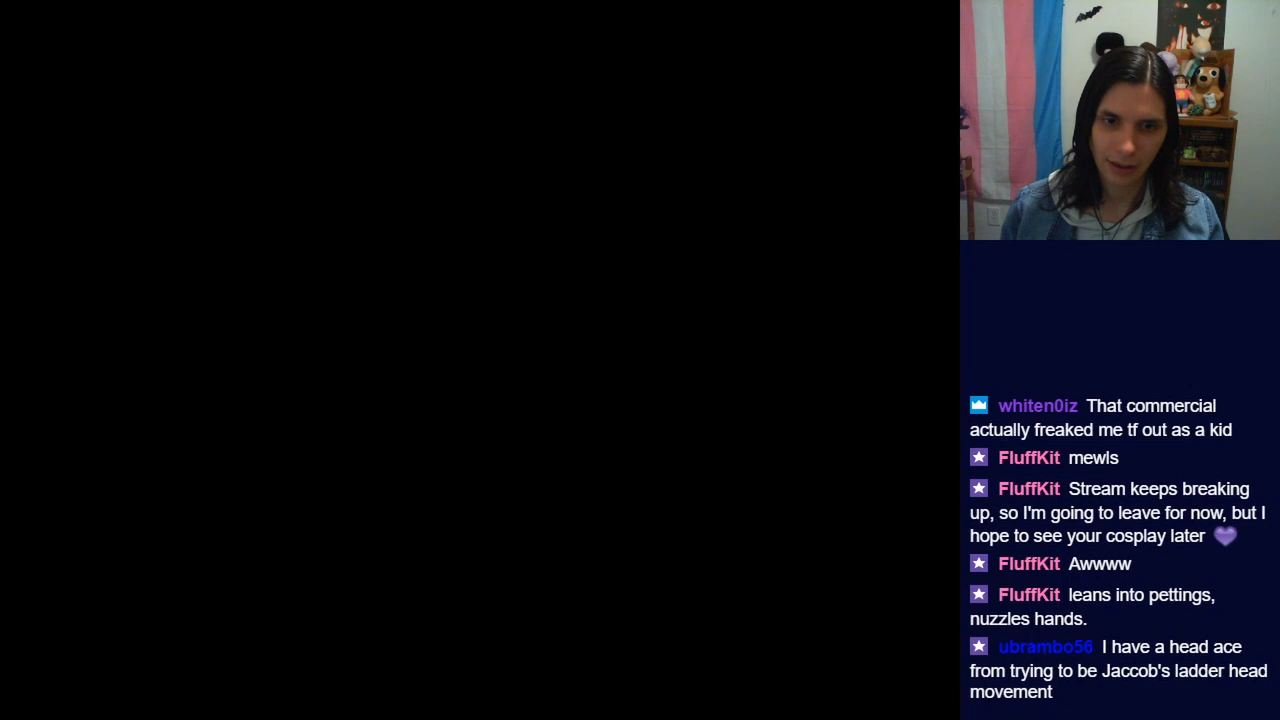 whiten0iz That commercial
actually freaked me tf out as a kid
FluffKit mewls
FluffKit Stream keeps breaking
up, so I'm going to leave for now, but I
hope to see your cosplay later
FluffKit Awwww
FluffKit leans into pettings,
nuzzles hands.
ubrambo56 I have a head ace
from trying to be Jaccob's ladder head
movement